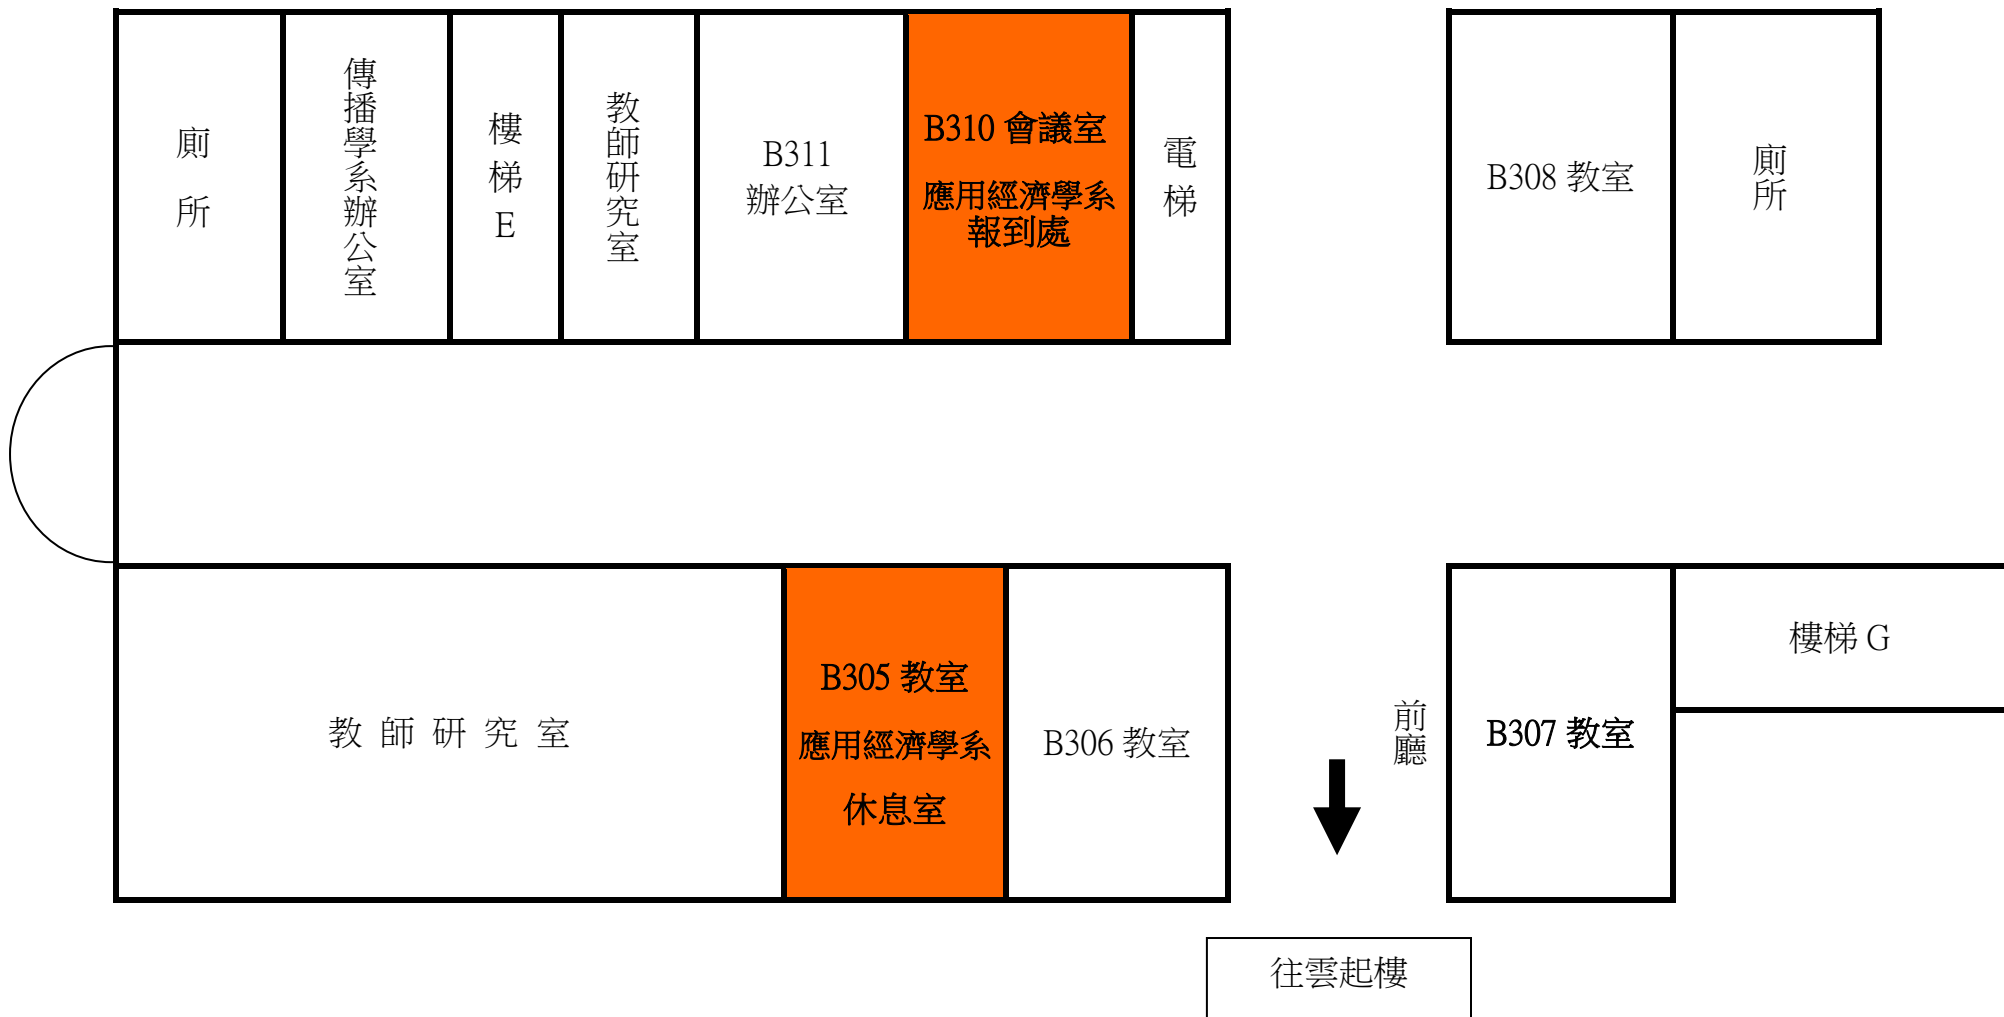 廁所
傳播學系辦公室
樓梯E
教師研究室
B311
辦公室
B310 會議室
應用經濟學系
報到處
電梯
B308 教室
廁所
教師研究室
B305 教室
應用經濟學系
休息室
B306 教室
前廳
B307 教室
樓梯 G
往雲起樓